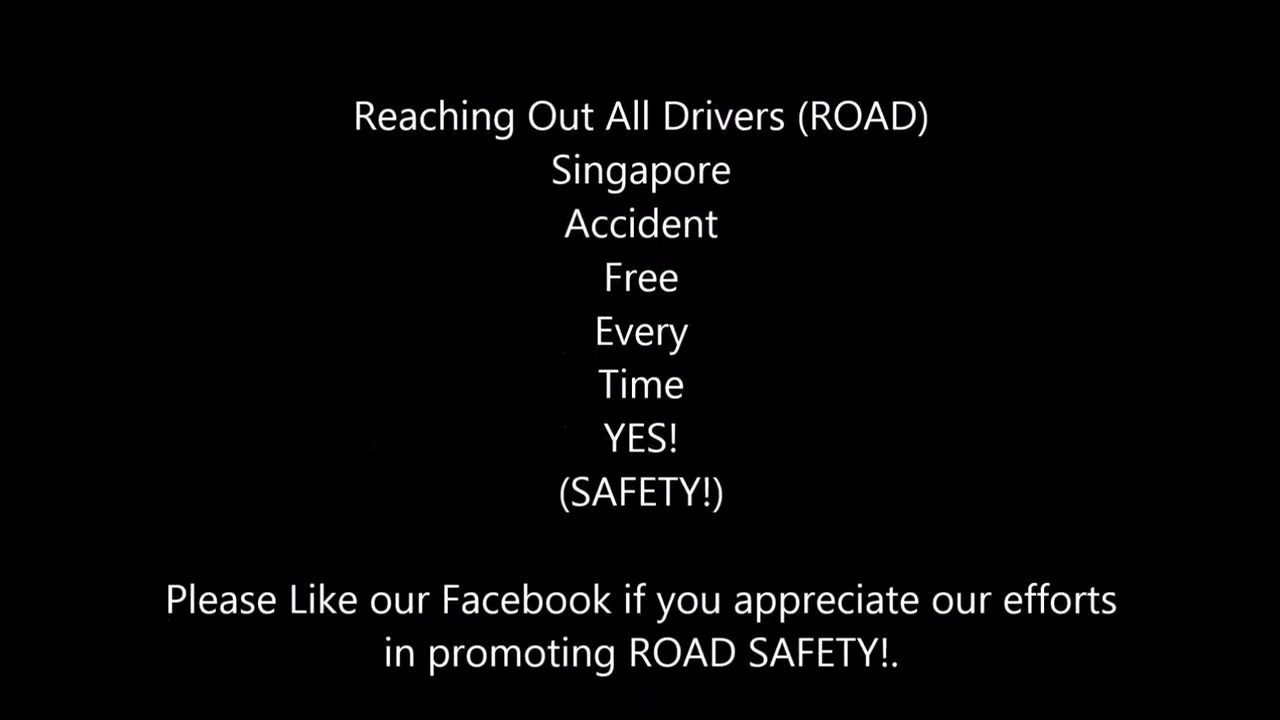 Reaching Out All Drivers (ROAD)
Singapore
Accident
Free
Every
Time
YES!
(SAFETY!)
Please Like our Facebook if you appreciate our efforts
in promoting ROAD SAFETY!.